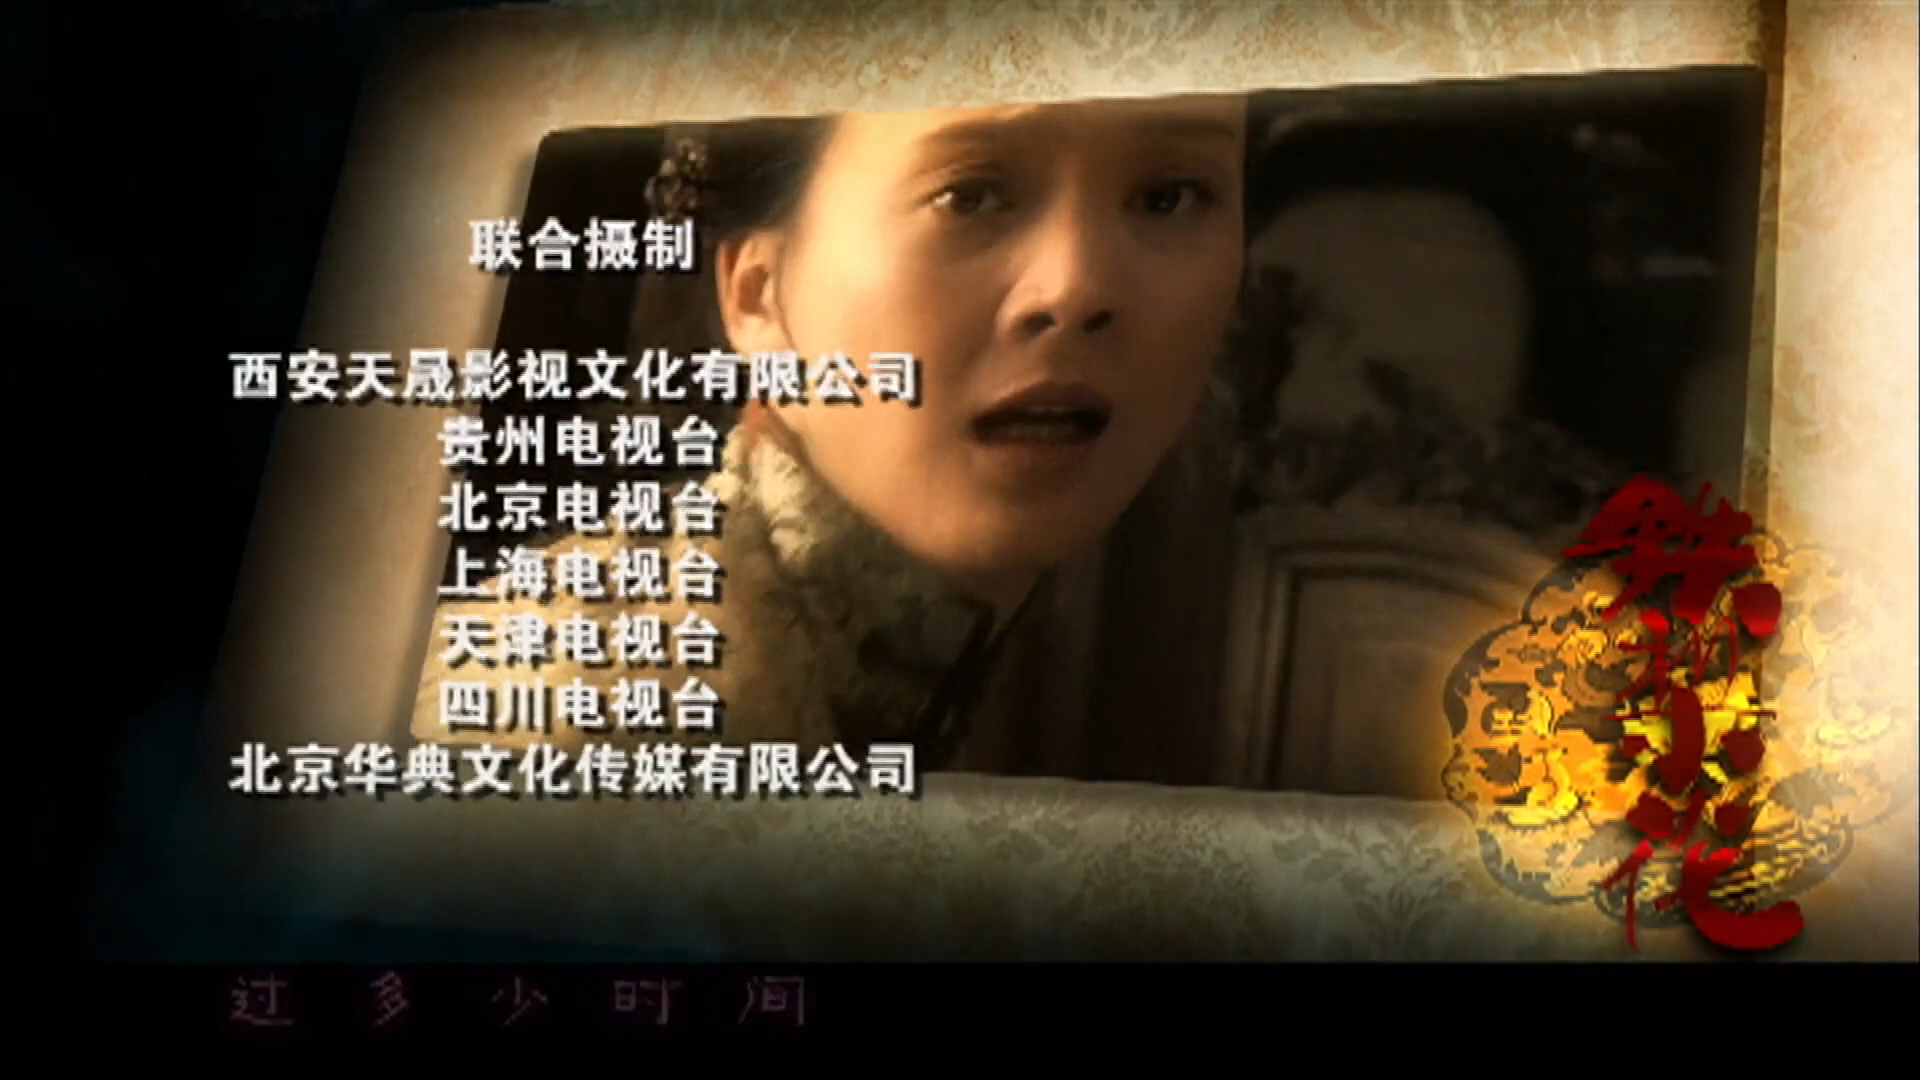 联合摄制
西安天晟影视文化有限公司
贵州电视台
北京电视台
上海电视台
天津电视台
四川电视台
北京华典文化传媒有限公司
铁梨花
过多少时间